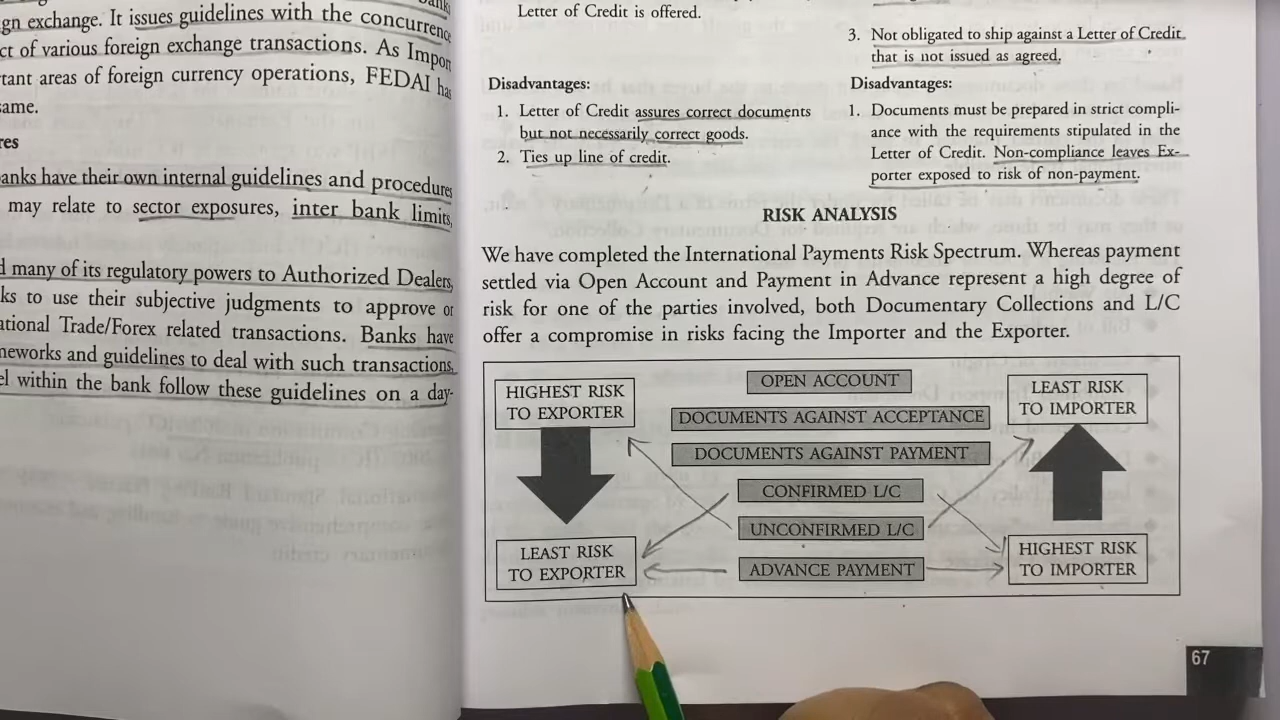 gn exchange. It issues guidelines with the concurrenc
ct of various foreign exchange transactions. As Impor
tant areas of foreign currency operations, FEDAI has
same.
res
anks have their own internal guidelines and procedures
may relate to sector exposures, inter bank limits,
d many of its regulatory powers to Authorized Dealers,
ks to use their subjective judgments to approve or
ational Trade/Forex related transactions. Banks have
neworks and guidelines to deal with such transactions,
el within the bank follow these guidelines on a day-
Letter of Credit is offered.
Disadvantages:
1. Letter of Credit assures correct documents
but not necessarily correct goods.
2. Ties up line of credit.
3. Not obligated to ship against a Letter of Credit
that is not issued as agreed.
Disadvantages:
1. Documents must be prepared in strict compli-
ance with the requirements stipulated in the
Letter of Credit. Non-compliance leaves Ex-
porter exposed to risk of non-payment.
RISK ANALYSIS
We have completed the International Payments Risk Spectrum. Whereas payment
settled via Open Account and Payment in Advance represent a high degree of
risk for one of the parties involved, both Documentary Collections and L/C
offer a compromise in risks facing the Importer and the Exporter.
HIGHEST RISK
TO EXPORTER
LEAST RISK
TO EXPORTER
OPEN ACCOUNT
DOCUMENTS AGAINST ACCEPTANCE
DOCUMENTS AGAINST PAYMENT
CONFIRMED L/C
UNCONFIRMED L/C
ADVANCE PAYMENT
LEAST RISK
TO IMPORTER
HIGHEST RISK
TO IMPORTER
67